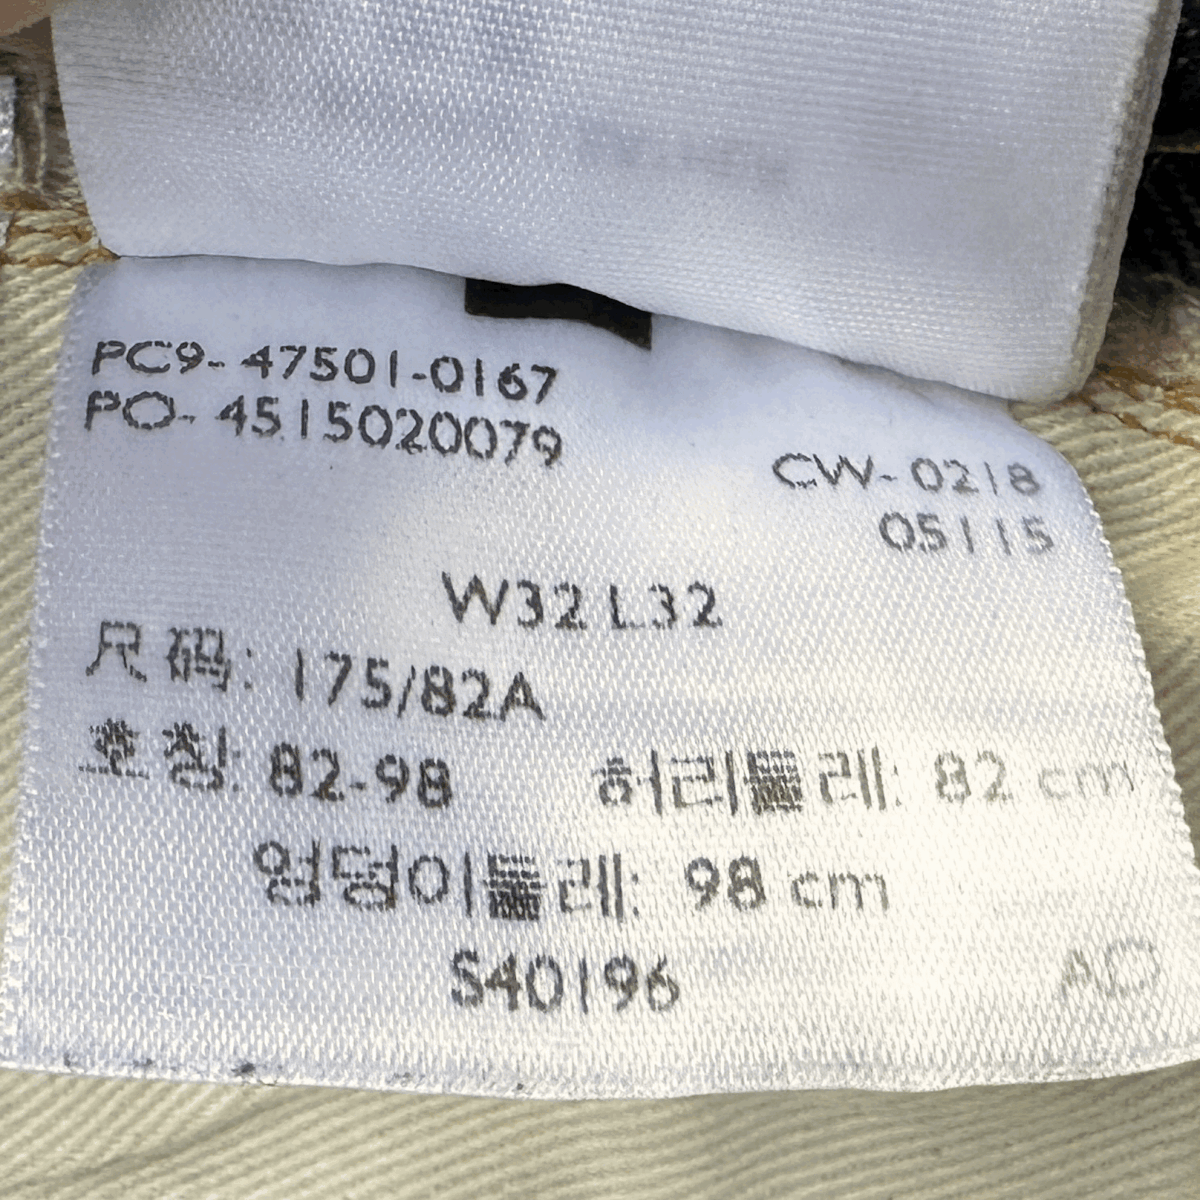 PC9-47501-0167
PO-4515020079
CW-0218
05115
W32 L32
尺码: 175/82A
호칭: 82-98 허리둘레: 82 cm
엉덩이둘레: 98 cm
S40196
AD